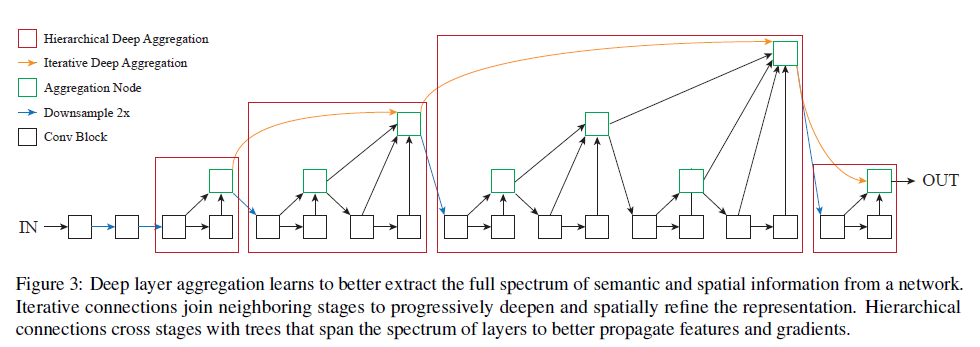 Hierarchical Deep Aggregation
Iterative Deep Aggregation
Aggregation Node
Downsample 2x
Conv Block
IN
OUT
Figure 3: Deep layer aggregation learns to better extract the full spectrum of semantic and spatial information from a network.
Iterative connections join neighboring stages to progressively deepen and spatially refine the representation. Hierarchical
connections cross stages with trees that span the spectrum of layers to better propagate features and gradients.